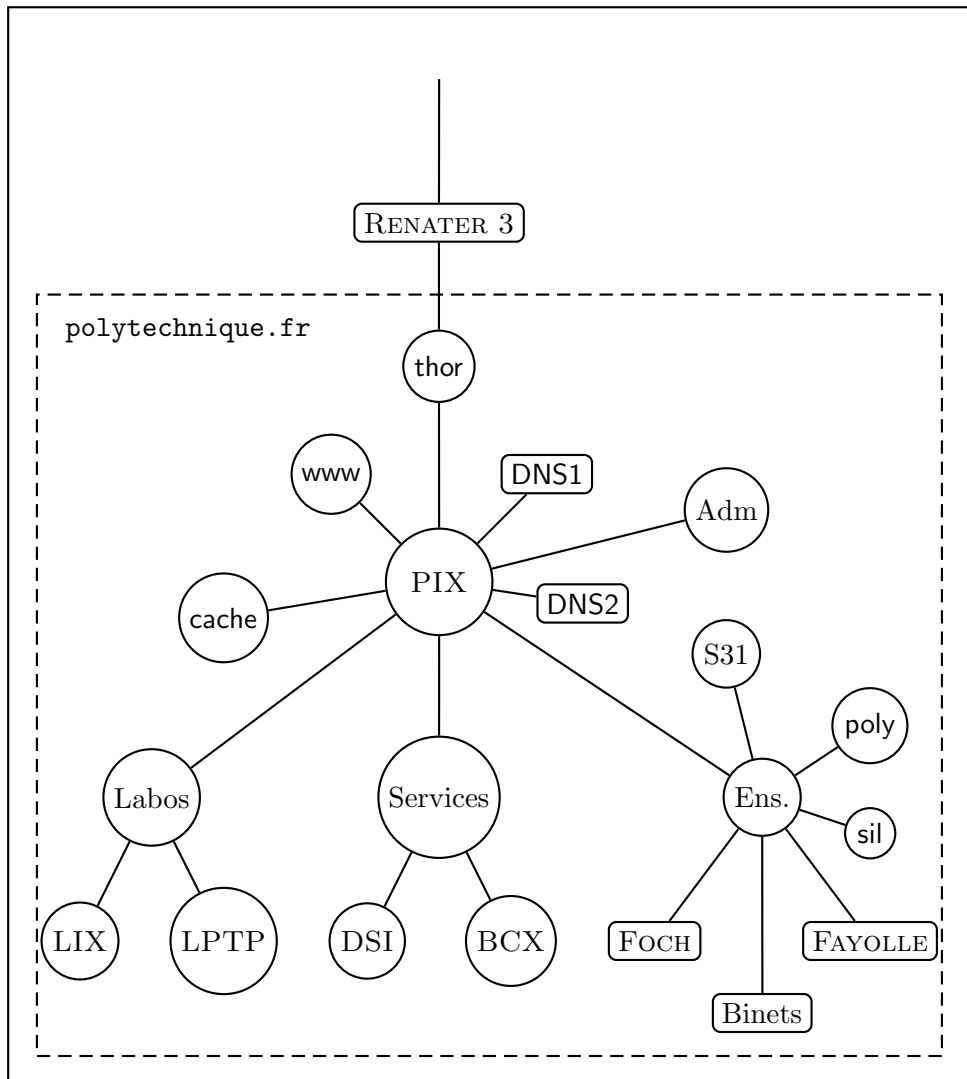 RENATER 3
polytechnique.fr
thor
www
DNS1
Adm
PIX
DNS2
cache
S31
poly
Labos
Services
Ens.
sil
LIX
LPTP
DSI
BCX
FOCH
FAYOLLE
Binets